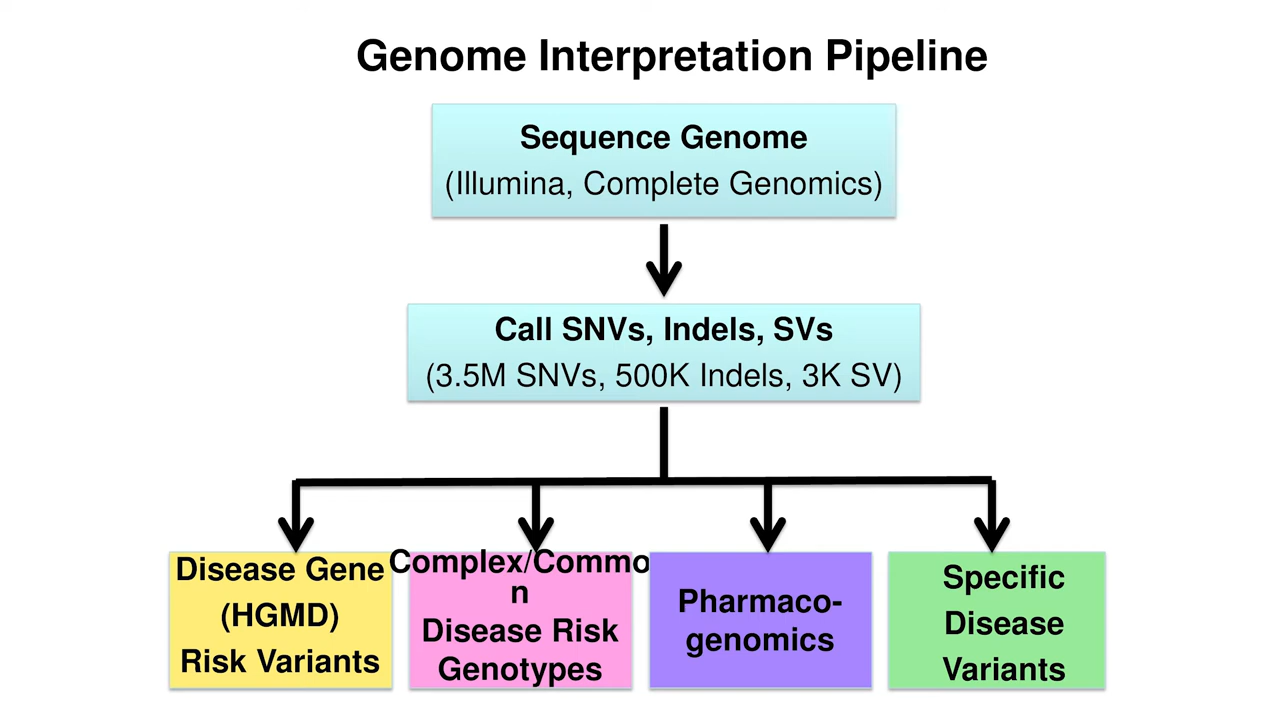 Genome Interpretation Pipeline
Sequence Genome
(Illumina, Complete Genomics)
Call SNVs, Indels, SVs
(3.5M SNVs, 500K Indels, 3K SV)
Disease Gene
(HGMD)
Risk Variants
Complex/Commo
n
Disease Risk
Genotypes
Pharmaco-
genomics
Specific
Disease
Variants